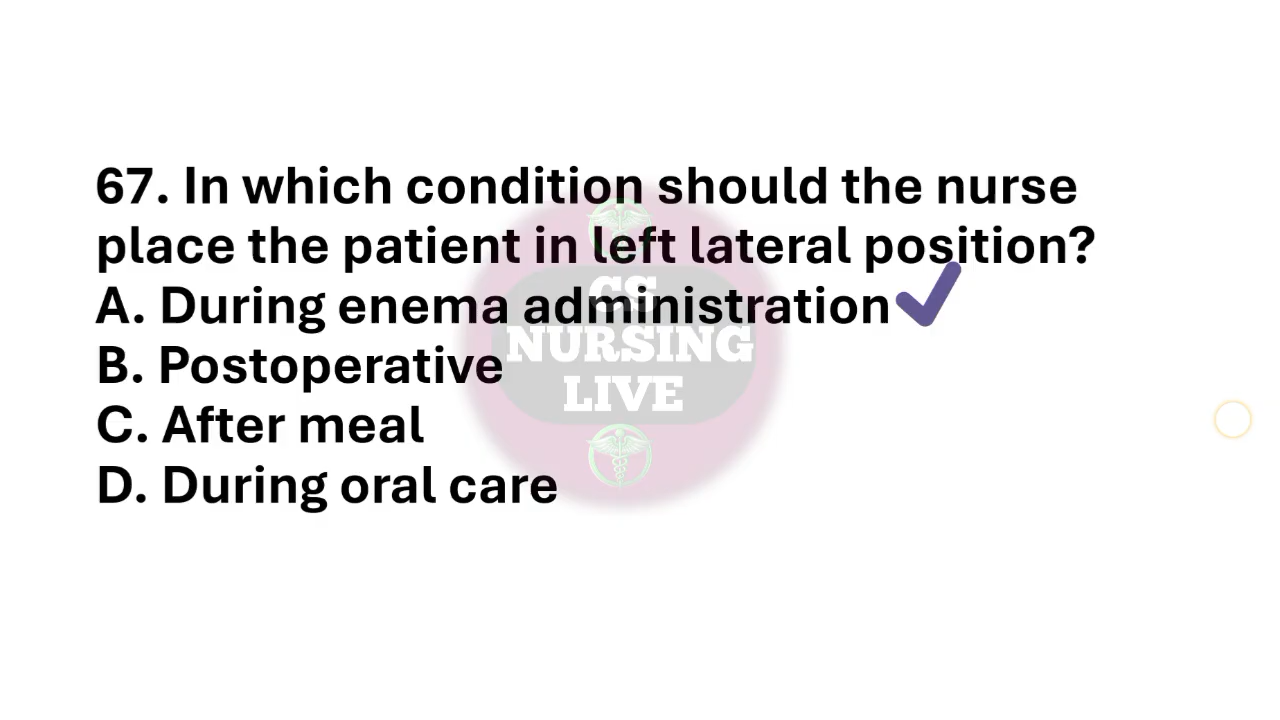 67. In which condition should the nurse
place the patient in left lateral position?
A. During enema administration
B. Postoperative
C. After meal
D. During oral care
CS
NURSING
LIVE